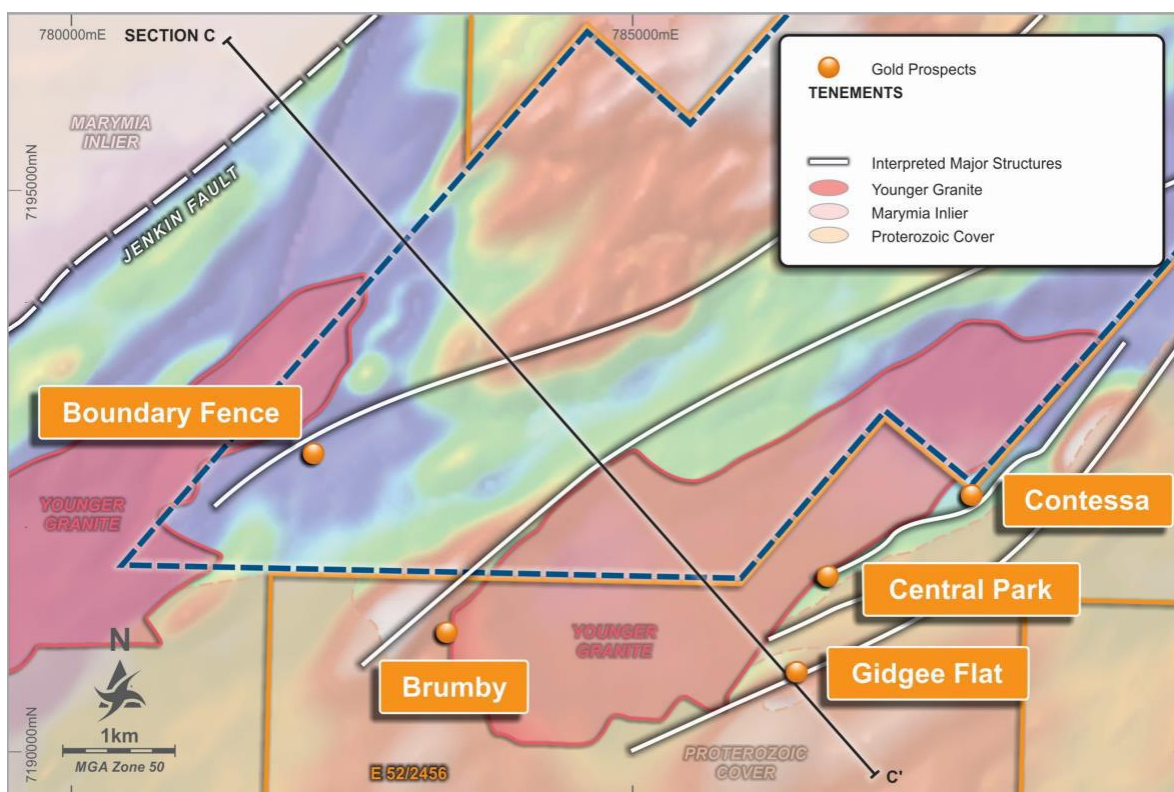 780000mE
SECTION C
785000mE
Gold Prospects
TENEMENTS
Interpreted Major Structures
Younger Granite
Marymia Inlier
Proterozoic Cover
MARYMIA
INLIER
7195000mN
JENKIN FAULT
Boundary Fence
YOUNGER
GRANITE
Contessa
Central Park
YOUNGER
GRANITE
Brumby
Gidgee Flat
N
1km
MGA Zone 50
7190000mN
E 52/2456
PROTEROZOIC
COVER
C'